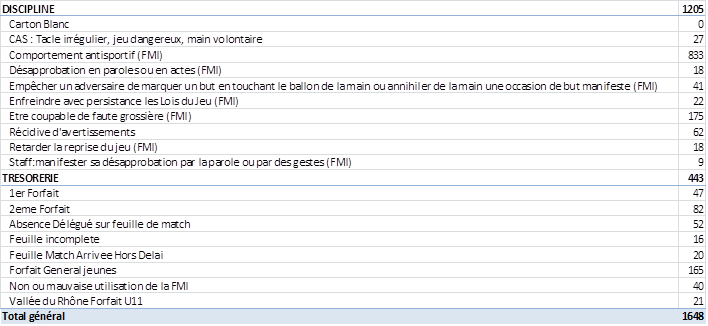 DISCIPLINE 1205
Carton Blanc 0
CAS : Tacle irrégulier, jeu dangereux, main volontaire 27
Comportement antisportif (FMI) 833
Désapprobation en paroles ou en actes (FMI) 18
Empêcher un adversaire de marquer un but en touchant le ballon de la main ou annihiler de la main une occasion de but manifeste (FMI) 41
Enfreindre avec persistance les Lois du Jeu (FMI) 22
Etre coupable de faute grossière (FMI) 175
Récidive d'avertissements 62
Retarder la reprise du jeu (FMI) 18
Staff:manifester sa désapprobation par la parole ou par des gestes (FMI) 9
TRESORERIE 443
1er Forfait 47
2eme Forfait 82
Absence Délégué sur feuille de match 52
Feuille incomplete 16
Feuille Match Arrivee Hors Delai 20
Forfait General jeunes 165
Non ou mauvaise utilisation de la FMI 40
Vallée du Rhône Forfait U11 21
Total général 1648